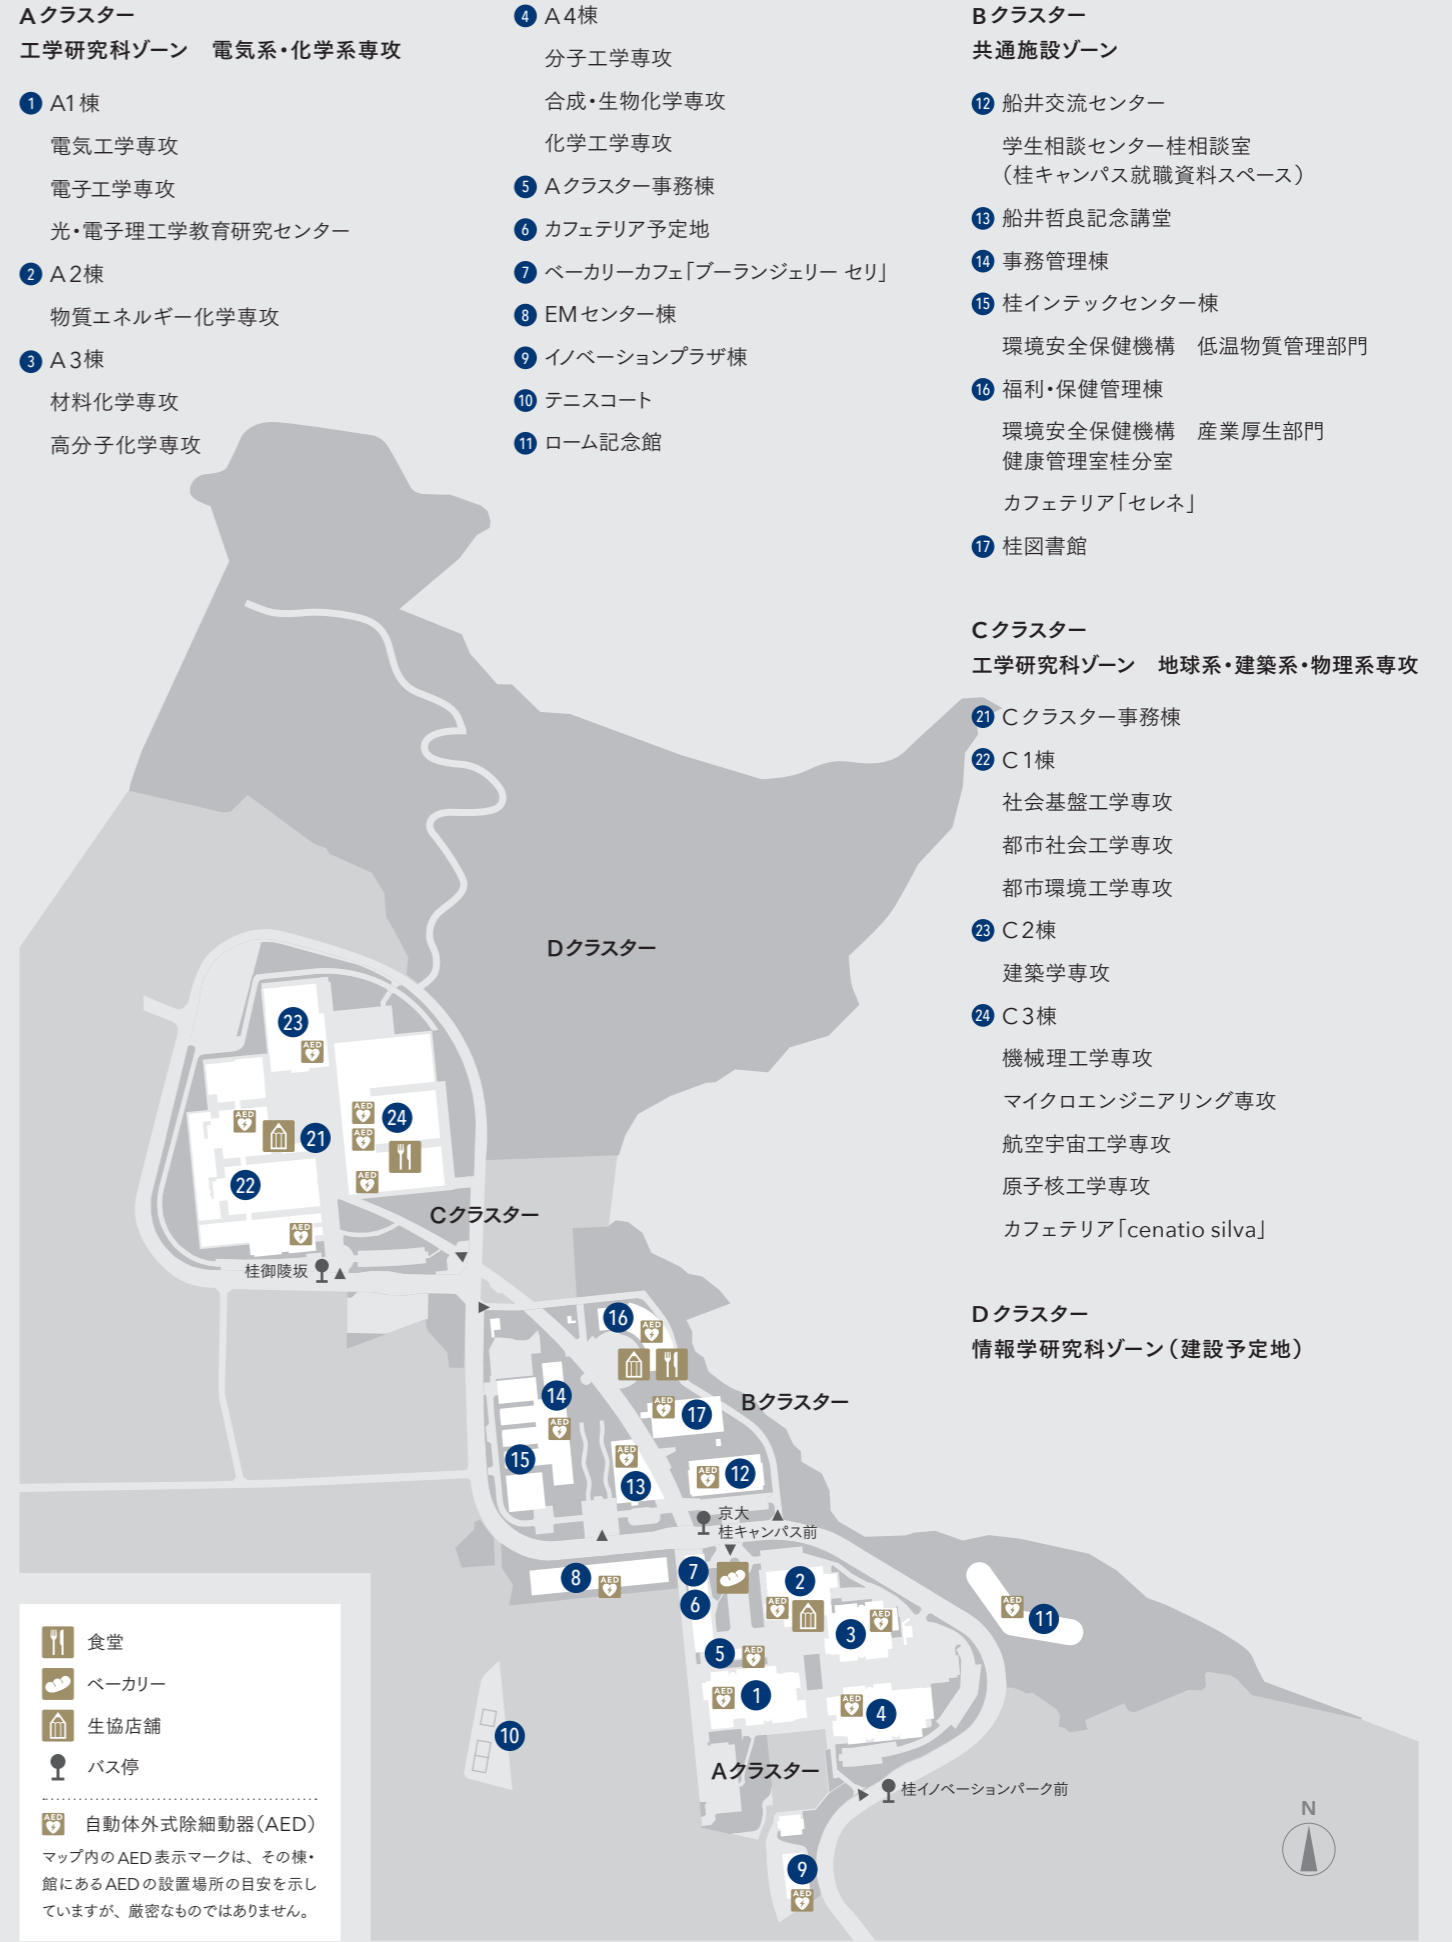 Aクラスター
工学研究科ゾーン　電気系・化学系専攻
1 A1棟
電気工学専攻
電子工学専攻
光・電子理工学教育研究センター
2 A2棟
物質エネルギー化学専攻
3 A3棟
材料化学専攻
高分子化学専攻
4 A4棟
分子工学専攻
合成・生物化学専攻
化学工学専攻
5 Aクラスター事務棟
6 カフェテリア予定地
7 ベーカリーカフェ「ブーランジェリー セリ」
8 EMセンター棟
9 イノベーションプラザ棟
10 テニスコート
11 ローム記念館
Bクラスター
共通施設ゾーン
12 船井交流センター
学生相談センター桂相談室
（桂キャンパス就職資料スペース）
13 船井哲良記念講堂
14 事務管理棟
15 桂インテックセンター棟
環境安全保健機構　低温物質管理部門
16 福利・保健管理棟
環境安全保健機構　産業厚生部門
健康管理室桂分室
カフェテリア「セレネ」
17 桂図書館
Cクラスター
工学研究科ゾーン　地球系・建築系・物理系専攻
21 Cクラスター事務棟
22 C1棟
社会基盤工学専攻
都市社会工学専攻
都市環境工学専攻
23 C2棟
建築学専攻
24 C3棟
機械理工学専攻
マイクロエンジニアリング専攻
航空宇宙工学専攻
原子核工学専攻
カフェテリア「cenatio silva」
Dクラスター
情報学研究科ゾーン（建設予定地）
Dクラスター
23
AED
AED
24
AED
21
AED
22
AED
Cクラスター
AED
桂御陵坂
16
AED
14
Bクラスター
AED
17
AED
15
AED
13
AED
12
京大
桂キャンパス前
8
AED
7
2
6
AED
3
AED
AED
11
5
AED
AED
1
AED
4
10
Aクラスター
桂イノベーションパーク前
9
AED
N
食堂
ベーカリー
生協店舗
バス停
AED 自動体外式除細動器（AED）
マップ内のAED表示マークは、その棟・
館にあるAEDの設置場所の目安を示し
ていますが、厳密なものではありません。